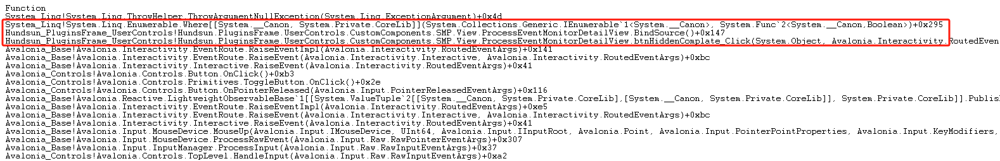 Function
System_Linq!System.Linq.ThrowHelper.ThrowArgumentNullException(System.Linq.ExceptionArgument)+0x4d
System_Linq!System.Linq.Enumerable.Where[[System.__Canon, System.Private.CoreLib]](System.Collections.Generic.IEnumerable`1<System.__Canon>, System.Func`2<System.__Canon,Boolean>)+0x295
Hundsun_PluginsFrame_UserControls!Hundsun.PluginsFrame.UserControls.CustomComponents.SMP.View.ProcessEventMonitorDetailView.BindSource()+0x147
Hundsun_PluginsFrame_UserControls!Hundsun.PluginsFrame.UserControls.CustomComponents.SMP.View.ProcessEventMonitorDetailView.btnHiddenComplate_Click(System.Object, Avalonia.Interactivity.RoutedEven
Avalonia_Base!Avalonia.Interactivity.EventRoute.RaiseEventImpl(Avalonia.Interactivity.RoutedEventArgs)+0x141
Avalonia_Base!Avalonia.Interactivity.EventRoute.RaiseEvent(Avalonia.Interactivity.Interactive, Avalonia.Interactivity.RoutedEventArgs)+0xbc
Avalonia_Base!Avalonia.Interactivity.Interactive.RaiseEvent(Avalonia.Interactivity.RoutedEventArgs)+0x41
Avalonia_Controls!Avalonia.Controls.Button.OnClick()+0xb3
Avalonia_Controls!Avalonia.Controls.Primitives.ToggleButton.OnClick()+0x2e
Avalonia_Controls!Avalonia.Controls.Button.OnPointerReleased(Avalonia.Input.PointerReleasedEventArgs)+0x116
Avalonia_Base!Avalonia.Reactive.LightweightObservableBase`1[[System.ValueTuple`2[[System.__Canon, System.Private.CoreLib],[System.__Canon, System.Private.CoreLib]], System.Private.CoreLib]].Publis
Avalonia_Base!Avalonia.Interactivity.EventRoute.RaiseEventImpl(Avalonia.Interactivity.RoutedEventArgs)+0xe5
Avalonia_Base!Avalonia.Interactivity.EventRoute.RaiseEvent(Avalonia.Interactivity.Interactive, Avalonia.Interactivity.RoutedEventArgs)+0xbc
Avalonia_Base!Avalonia.Interactivity.Interactive.RaiseEvent(Avalonia.Interactivity.RoutedEventArgs)+0x41
Avalonia_Base!Avalonia.Input.MouseDevice.MouseUp(Avalonia.Input.IMouseDevice, UInt64, Avalonia.Input.IInputRoot, Avalonia.Point, Avalonia.Input.PointerPointProperties, Avalonia.Input.KeyModifiers,
Avalonia_Base!Avalonia.Input.MouseDevice.ProcessRawEvent(Avalonia.Input.Raw.RawPointerEventArgs)+0x307
Avalonia_Base!Avalonia.Input.InputManager.ProcessInput(Avalonia.Input.Raw.RawInputEventArgs)+0x37
Avalonia_Controls!Avalonia.Controls.TopLevel.HandleInput(Avalonia.Input.Raw.RawInputEventArgs)+0xa2